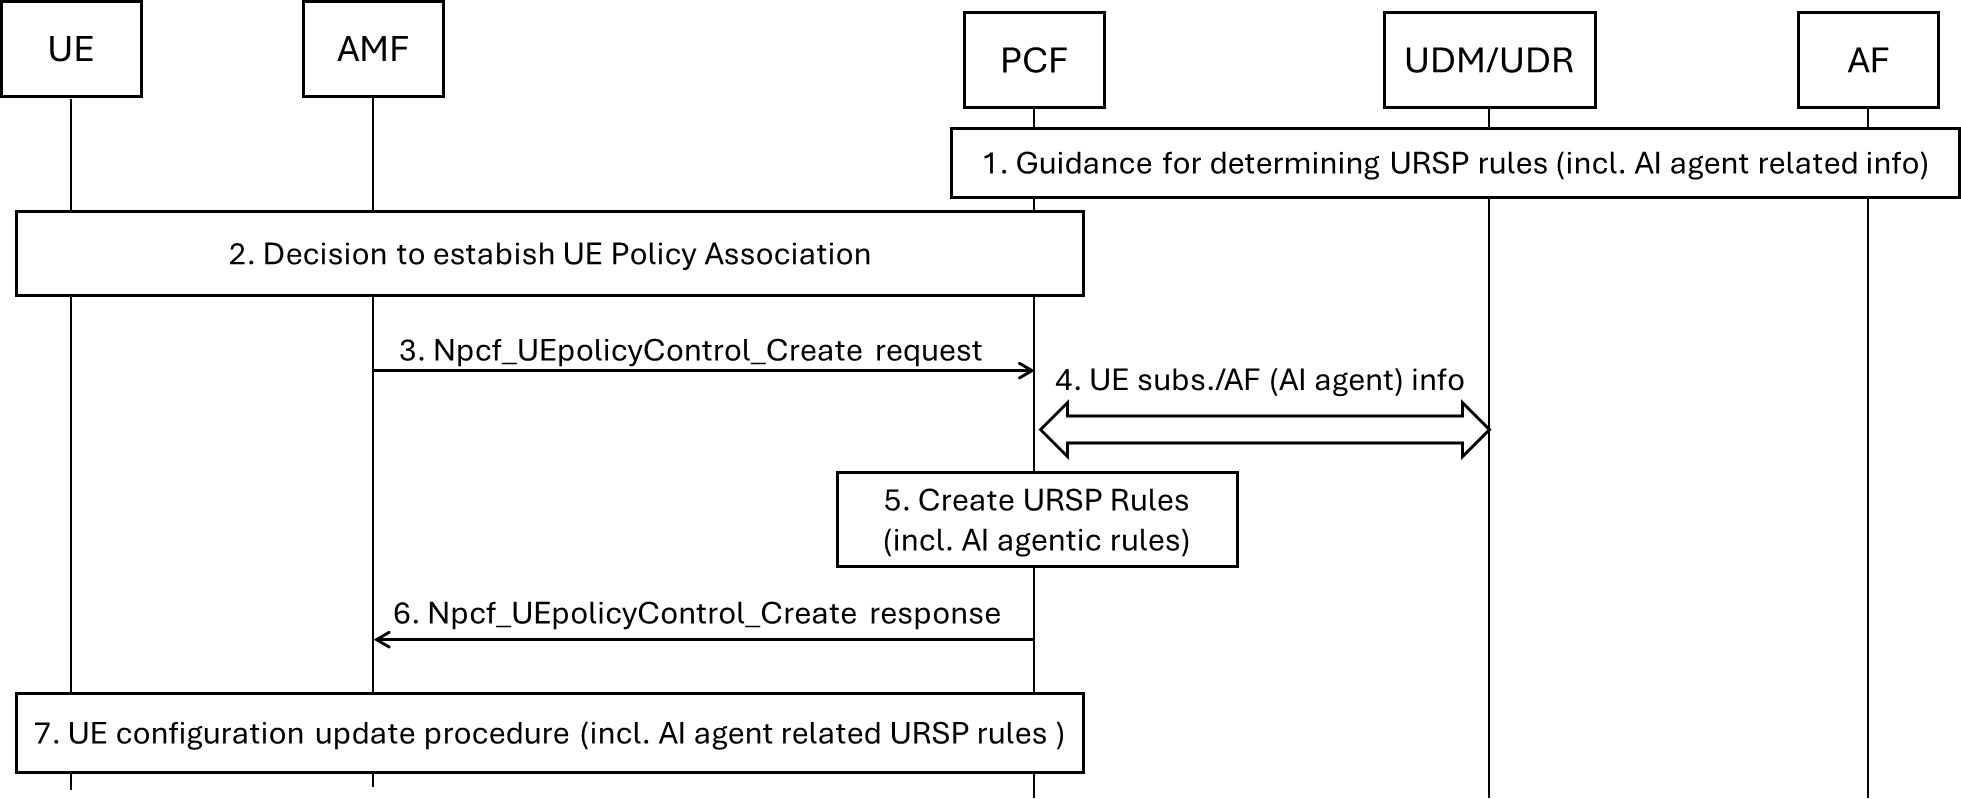 UE
AMF
PCF
UDM/UDR
AF
1. Guidance for determining URSP rules (incl. AI agent related info)
2. Decision to estabish UE Policy Association
3. Npcf_UEpolicyControl_Create request
4. UE subs./AF (AI agent) info
5. Create URSP Rules
(incl. AI agentic rules)
6. Npcf_UEpolicyControl_Create response
7. UE configuration update procedure (incl. AI agent related URSP rules )